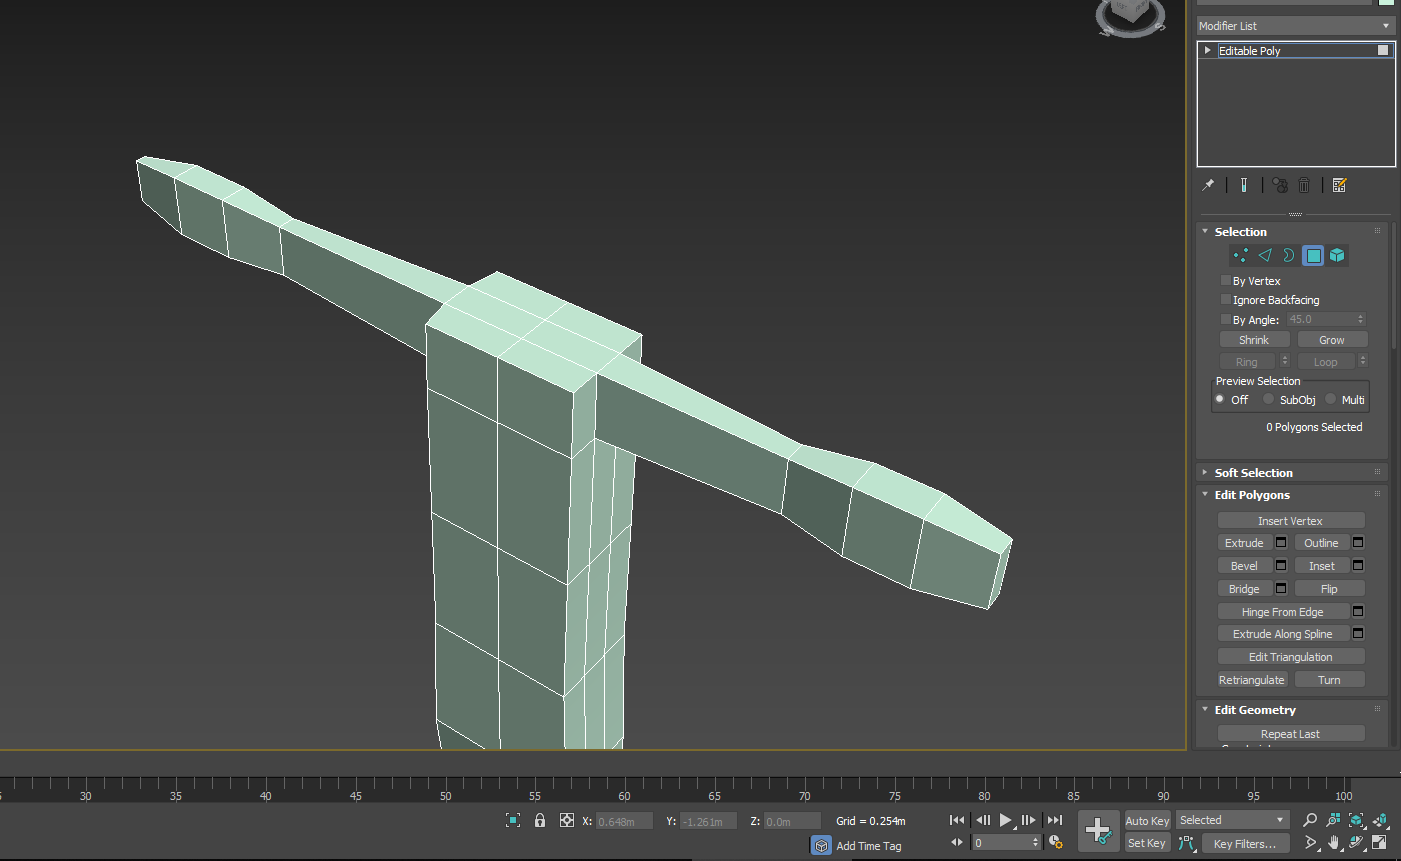 Modifier List
Editable Poly
Selection
By Vertex
Ignore Backfacing
By Angle: 45.0
Shrink Grow
Ring Loop
Preview Selection
Off SubObj Multi
0 Polygons Selected
Soft Selection
Edit Polygons
Insert Vertex
Extrude Outline
Bevel Inset
Bridge Flip
Hinge From Edge
Extrude Along Spline
Edit Triangulation
Retriangulate Turn
Edit Geometry
Repeat Last
30 35 40 45 50 55 60 65 70 75 80 85 90 95 100
X: 0.648m Y: -1.261m Z: 0.0m Grid = 0.254m Auto Key Selected
Add Time Tag 0 Set Key Key Filters...